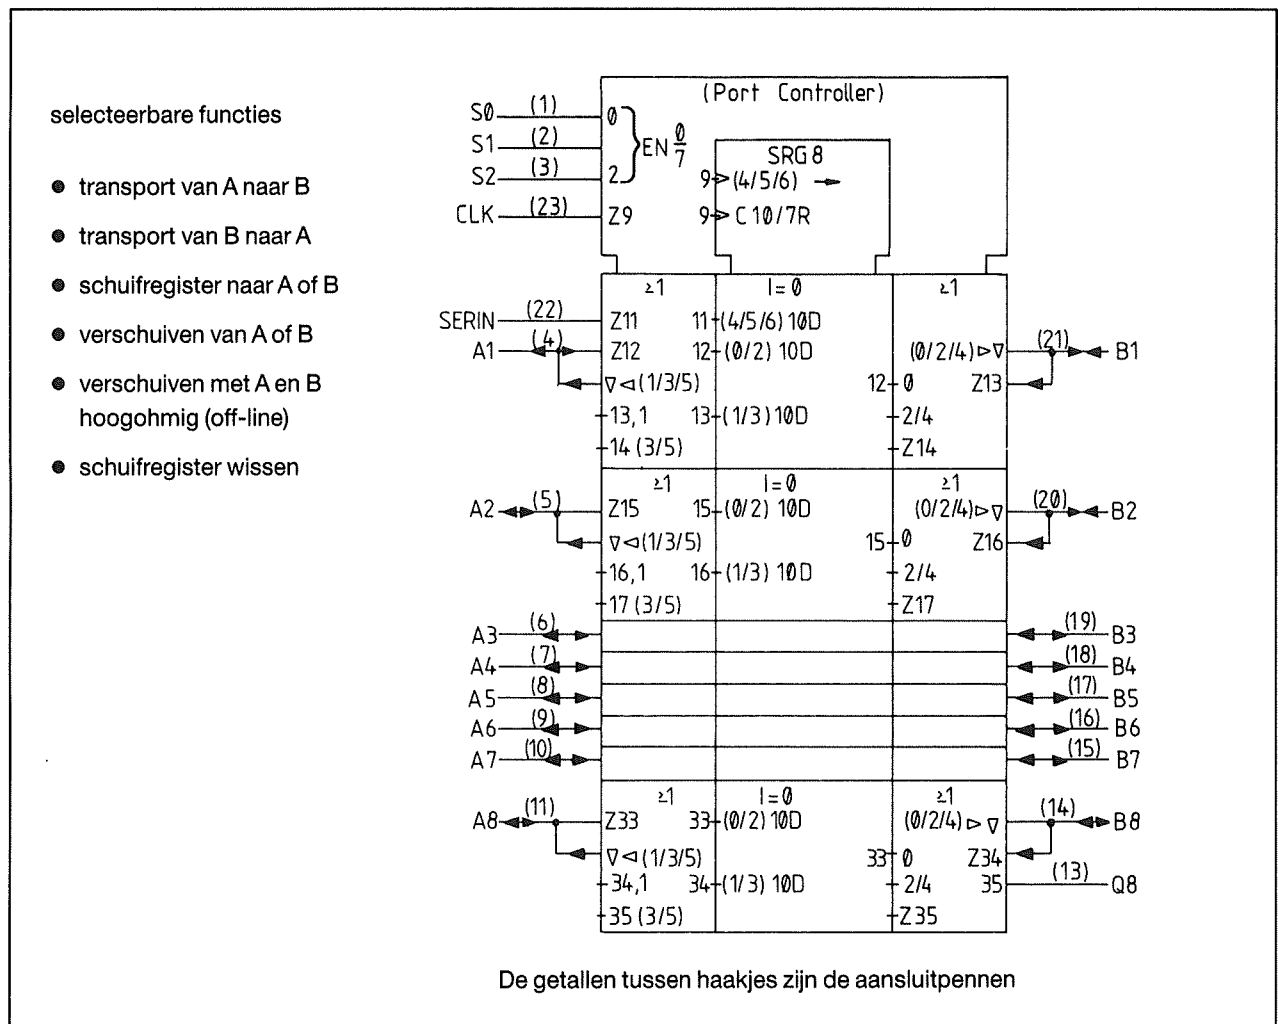 selecteerbare functies
● transport van A naar B
● transport van B naar A
● schuifregister naar A of B
● verschuiven van A of B
● verschuiven met A en B
hoogohmig (off-line)
● schuifregister wissen
(Port Controller)
S0 (1) 0
S1 (2) EN 0/7
S2 (3) 2
CLK (23) Z9
SRG 8
9 (4/5/6) →
9 C10/7R
≥1 I=0 ≥1
SERIN (22) Z11 11 (4/5/6) 10D
A1 (4) Z12 12 (0/2) 10D (0/2/4) ▷ ▽ (21) B1
▽ ◁ (1/3/5) 12 0 Z13
13,1 13 (1/3) 10D 2/4
14 (3/5) Z14
≥1 I=0 ≥1
A2 (5) Z15 15 (0/2) 10D (0/2/4) ▷ ▽ (20) B2
▽ ◁ (1/3/5) 15 0 Z16
16,1 16 (1/3) 10D 2/4
17 (3/5) Z17
A3 (6) (19) B3
A4 (7) (18) B4
A5 (8) (17) B5
A6 (9) (16) B6
A7 (10) (15) B7
≥1 I=0 ≥1
A8 (11) Z33 33 (0/2) 10D (0/2/4) ▷ ▽ (14) B8
▽ ◁ (1/3/5) 33 0 Z34
34,1 34 (1/3) 10D 2/4 35 (13) Q8
35 (3/5) Z35
De getallen tussen haakjes zijn de aansluitpennen